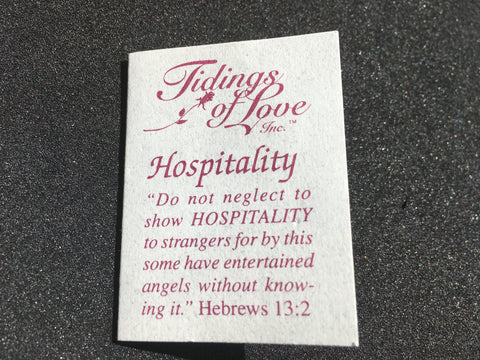 Tidings
of Love
Inc.™
Hospitality
“Do not neglect to
show HOSPITALITY
to strangers for by this
some have entertained
angels without know-
ing it.” Hebrews 13:2